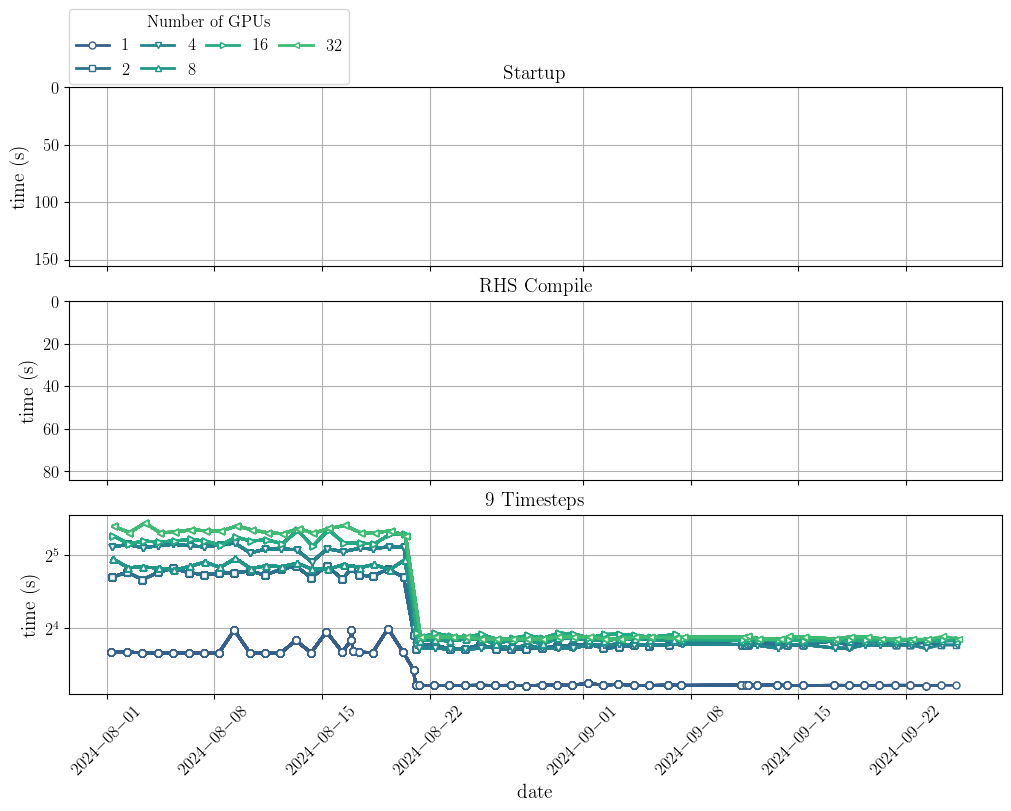 Number of GPUs
1 4 16 32
2 8
Startup
0
50
100
150
time (s)
RHS Compile
0
20
40
60
80
time (s)
9 Timesteps
2⁵
2⁴
time (s)
2024−08−01 2024−08−08 2024−08−15 2024−08−22 2024−09−01 2024−09−08 2024−09−15 2024−09−22
date